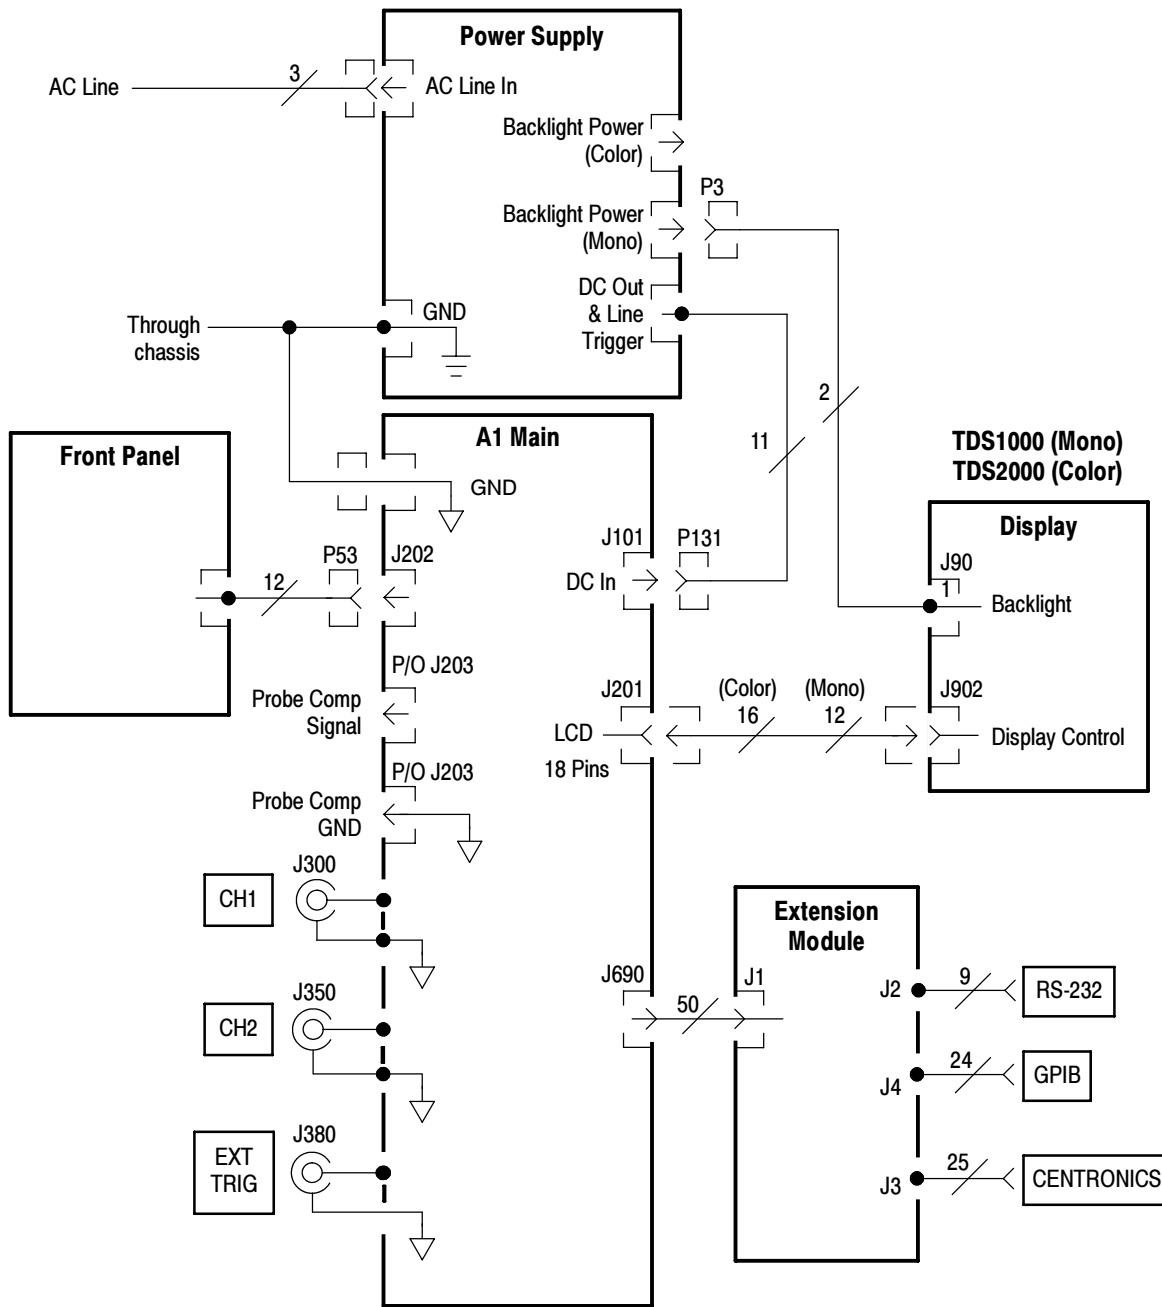 Power Supply
AC Line
3
AC Line In
Backlight Power
(Color)
P3
Backlight Power
(Mono)
DC Out
& Line
Trigger
GND
Through
chassis
2
11
A1 Main
Front Panel
GND
TDS1000 (Mono)
TDS2000 (Color)
Display
J101
P131
DC In
P53
J202
12
J90
1
Backlight
P/O J203
Probe Comp
Signal
J201
(Color)
16
(Mono)
12
J902
LCD
18 Pins
Display Control
P/O J203
Probe Comp
GND
J300
CH1
Extension
Module
J690
50
J1
J2
9
RS-232
J350
CH2
J4
24
GPIB
J380
EXT
TRIG
J3
25
CENTRONICS